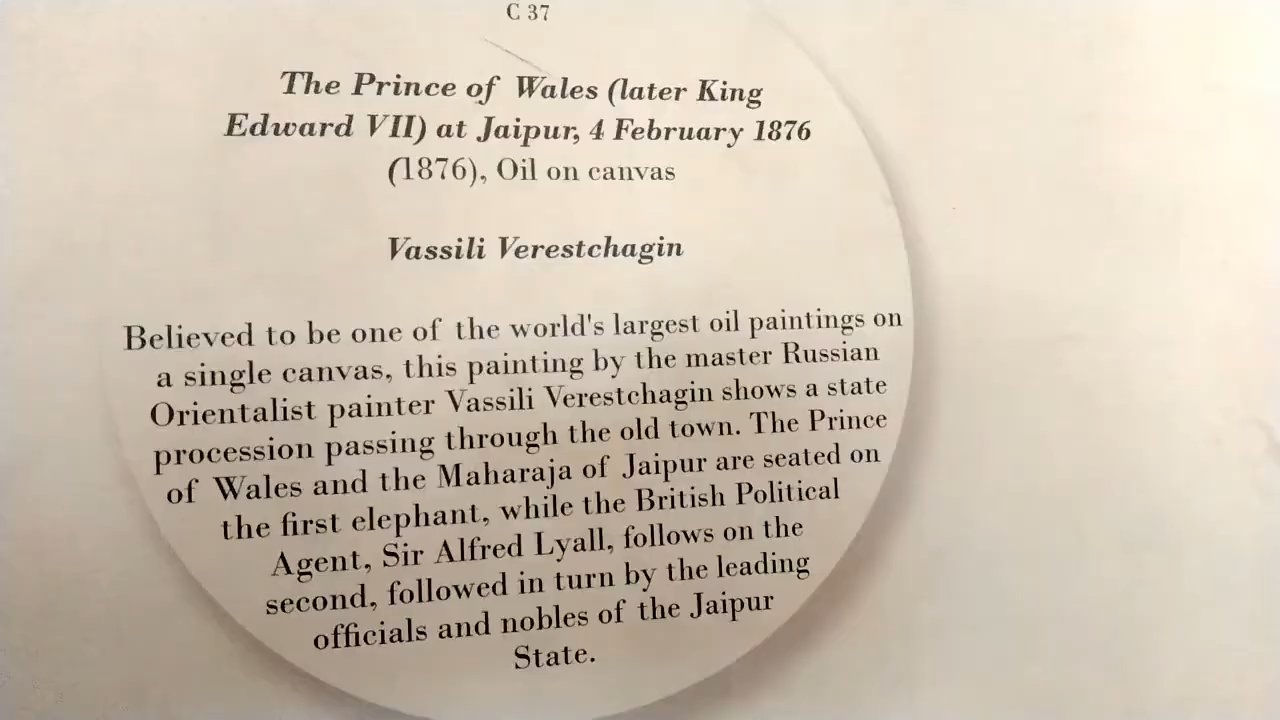 C 37
The Prince of Wales (later King
Edward VII) at Jaipur, 4 February 1876
(1876), Oil on canvas
Vassili Verestchagin
Believed to be one of the world's largest oil paintings on
a single canvas, this painting by the master Russian
Orientalist painter Vassili Verestchagin shows a state
procession passing through the old town. The Prince
of Wales and the Maharaja of Jaipur are seated on
the first elephant, while the British Political
Agent, Sir Alfred Lyall, follows on the
second, followed in turn by the leading
officials and nobles of the Jaipur
State.